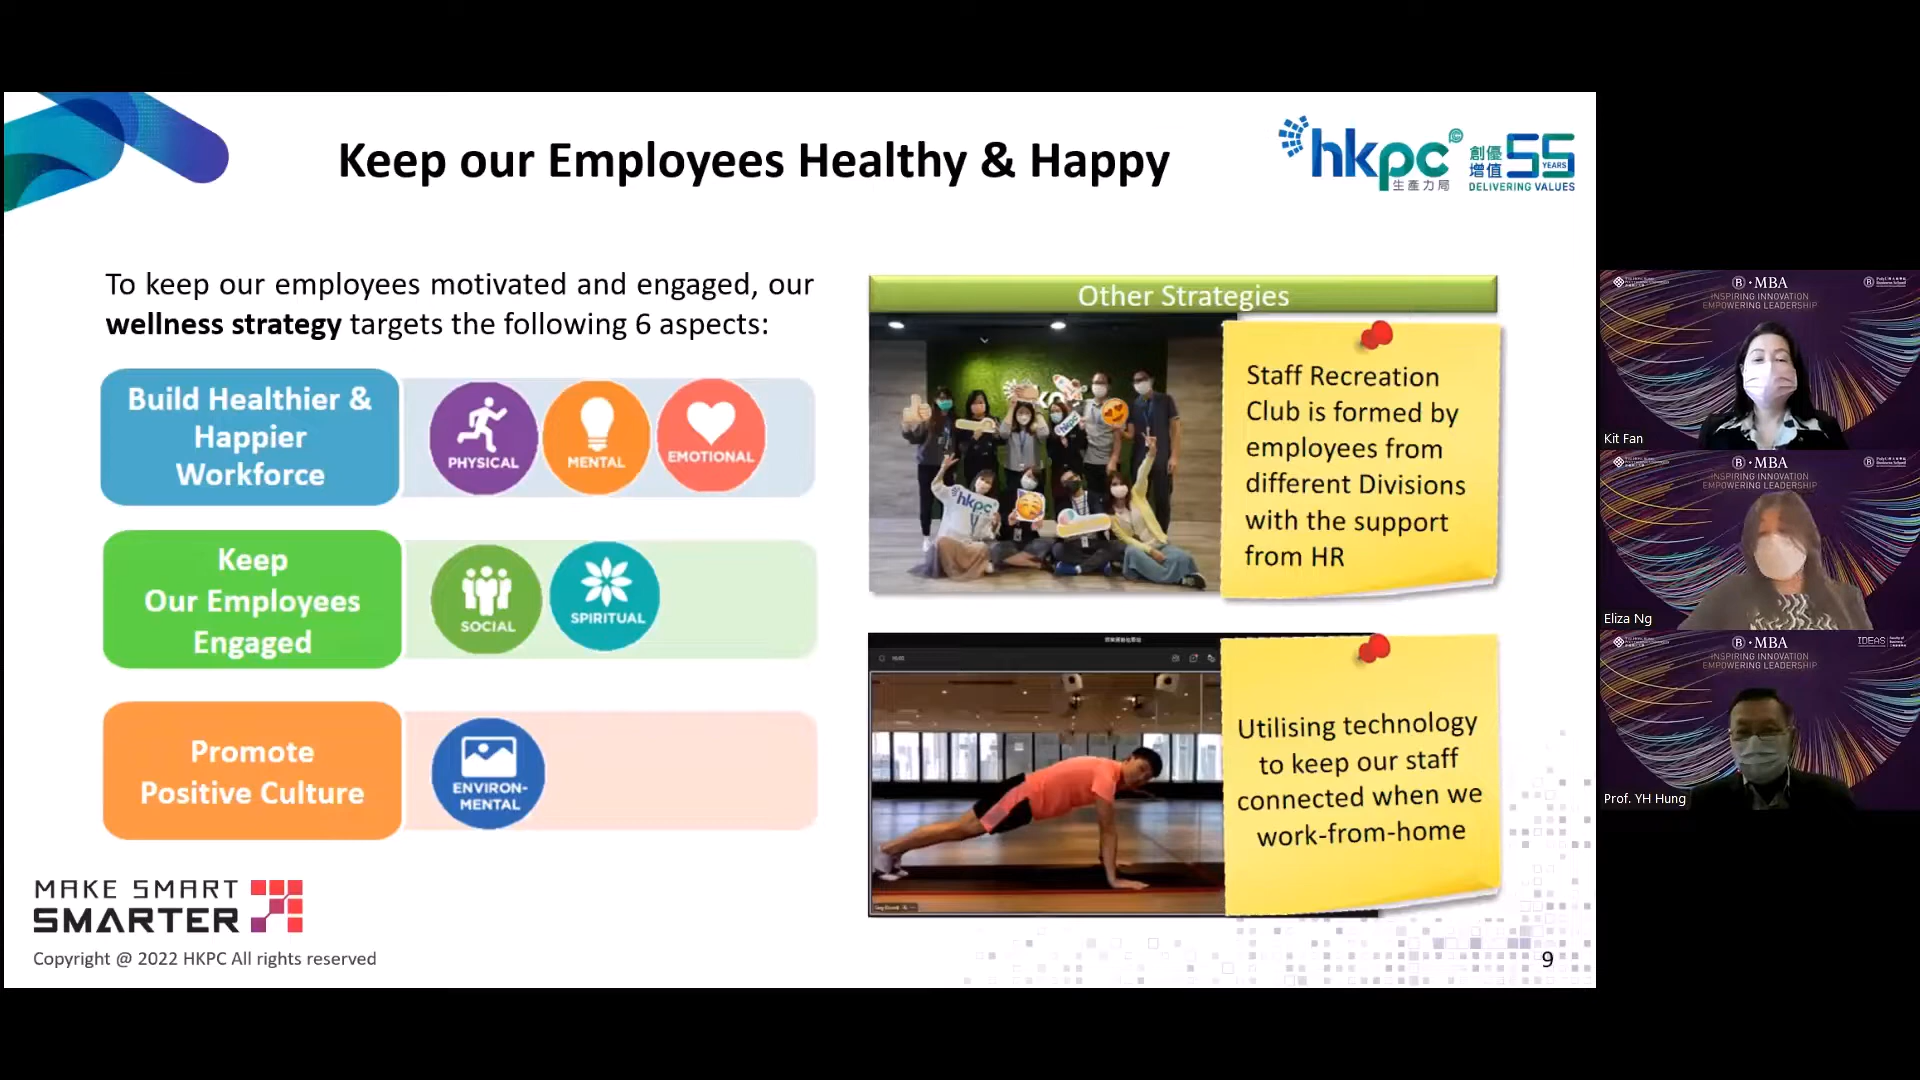 Keep our Employees Healthy & Happy
hkpc
生產力局
創優
增值
55
YEARS
DELIVERING VALUES
To keep our employees motivated and engaged, our
wellness strategy targets the following 6 aspects:
Build Healthier &
Happier
Workforce
PHYSICAL
MENTAL
EMOTIONAL
Keep
Our Employees
Engaged
SOCIAL
SPIRITUAL
Promote
Positive Culture
ENVIRON-
MENTAL
Other Strategies
hkpc
Staff Recreation
Club is formed by
employees from
different Divisions
with the support
from HR
Utilising technology
to keep our staff
connected when we
work-from-home
MAKE SMART
SMARTER
Copyright @ 2022 HKPC All rights reserved
9
B • MBA
INSPIRING INNOVATION
EMPOWERING LEADERSHIP
Kit Fan
B • MBA
INSPIRING INNOVATION
EMPOWERING LEADERSHIP
Eliza Ng
B • MBA
INSPIRING INNOVATION
EMPOWERING LEADERSHIP
IDEAS
Prof. YH Hung